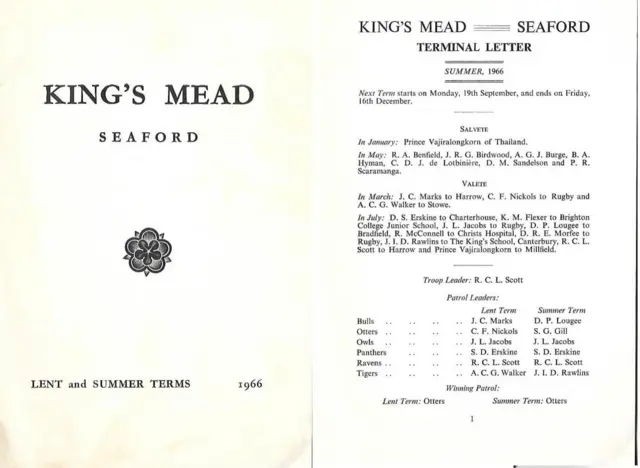 KING'S MEAD
SEAFORD
LENT and SUMMER TERMS 1966
KING'S MEAD SEAFORD
TERMINAL LETTER
SUMMER, 1966
Next Term starts on Monday, 19th September, and ends on Friday,
16th December.
SALVETE
In January: Prince Vajiralongkorn of Thailand.
In May: R. A. Benfield, J. R. G. Birdwood, A. G. J. Burge, B. A.
Hyman, C. D. J. de Lotbinière, D. M. Sandelson and P. R.
Scaramanga.
VALETE
In March: J. C. Marks to Harrow, C. F. Nickols to Rugby and
A. C. G. Walker to Stowe.
In July: D. S. Erskine to Charterhouse, K. M. Flexer to Brighton
College Junior School, J. L. Jacobs to Rugby, D. P. Lougee to
Bradfield, R. McConnell to Christs Hospital, D. R. E. Morfee to
Rugby, J. I. D. Rawlins to The King's School, Canterbury, R. C. L.
Scott to Harrow and Prince Vajiralongkorn to Millfield.
Troop Leader: R. C. L. Scott
Patrol Leaders:
Lent Term Summer Term
Bulls .. .. .. J. C. Marks D. P. Lougee
Otters .. .. .. .. C. F. Nickols S. G. Gill
Owls .. .. .. .. J. L. Jacobs J. L. Jacobs
Panthers .. .. .. S. D. Erskine S. D. Erskine
Ravens .. .. .. .. R. C. L. Scott R. C. L. Scott
Tigers .. .. .. .. A. C. G. Walker J. I. D. Rawlins
Winning Patrol:
Lent Term: Otters Summer Term: Otters
1